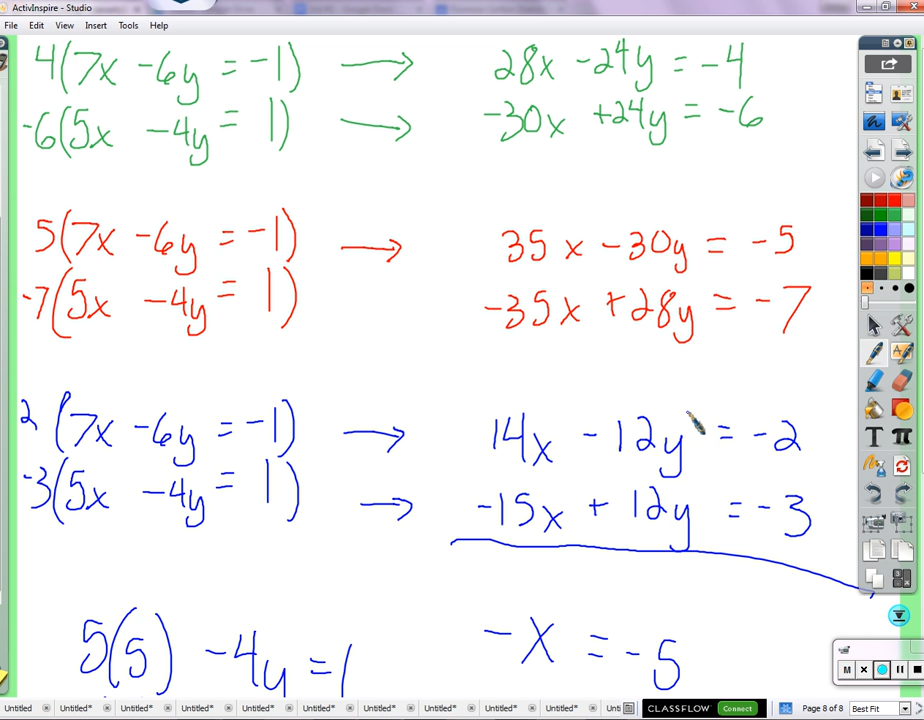 ActivInspire - Studio
File Edit View Insert Tools Help
4(7x -6y = -1) → 28x -24y = -4
-6(5x -4y = 1) → -30x +24y = -6
5(7x -6y = -1) → 35x -30y = -5
-7(5x -4y = 1) -35x +28y = -7
2(7x -6y = -1) → 14x - 12y = -2
-3(5x -4y = 1) → -15x + 12y = -3
5(5) -4y = 1 -x = -5
M
Untitled Untitled* Untitled* Untitled* Untitled* Untitled* Untitled* Untitled* Untitled* Untitled* Unti CLASSFLOW Connect Page 8 of 8 Best Fit